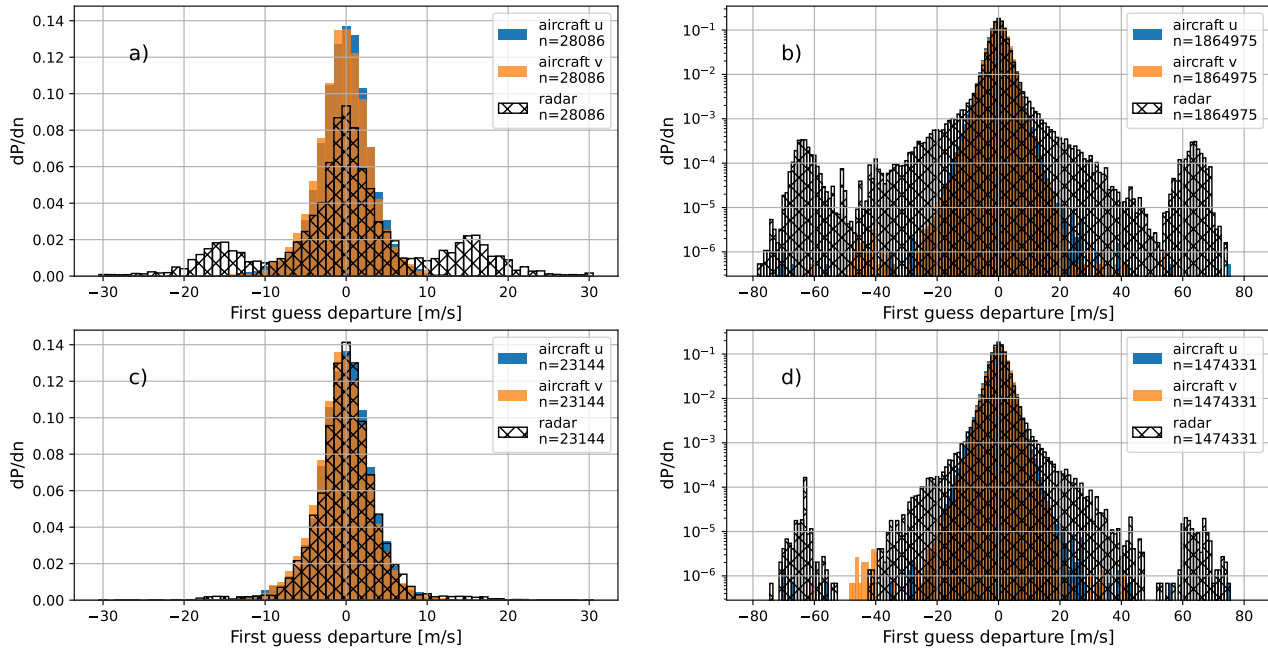 a)
dP/dn
0.14
0.12
0.10
0.08
0.06
0.04
0.02
0.00
−30
−20
−10
0
10
20
30
First guess departure [m/s]
aircraft u
n=28086
aircraft v
n=28086
radar
n=28086
b)
dP/dn
10⁻¹
10⁻²
10⁻³
10⁻⁴
10⁻⁵
10⁻⁶
−80
−60
−40
−20
0
20
40
60
80
First guess departure [m/s]
aircraft u
n=1864975
aircraft v
n=1864975
radar
n=1864975
c)
dP/dn
0.14
0.12
0.10
0.08
0.06
0.04
0.02
0.00
−30
−20
−10
0
10
20
30
First guess departure [m/s]
aircraft u
n=23144
aircraft v
n=23144
radar
n=23144
d)
dP/dn
10⁻¹
10⁻²
10⁻³
10⁻⁴
10⁻⁵
10⁻⁶
−80
−60
−40
−20
0
20
40
60
80
First guess departure [m/s]
aircraft u
n=1474331
aircraft v
n=1474331
radar
n=1474331